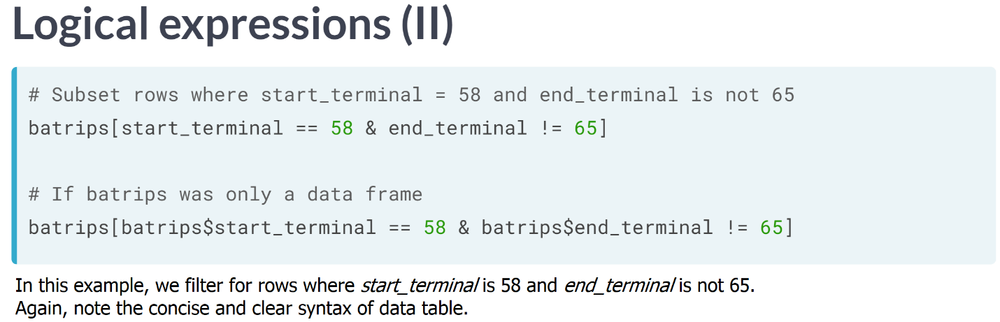 Logical expressions (II)
# Subset rows where start_terminal = 58 and end_terminal is not 65
batrips[start_terminal == 58 & end_terminal != 65]
# If batrips was only a data frame
batrips[batrips$start_terminal == 58 & batrips$end_terminal != 65]
In this example, we filter for rows where start_terminal is 58 and end_terminal is not 65.
Again, note the concise and clear syntax of data table.